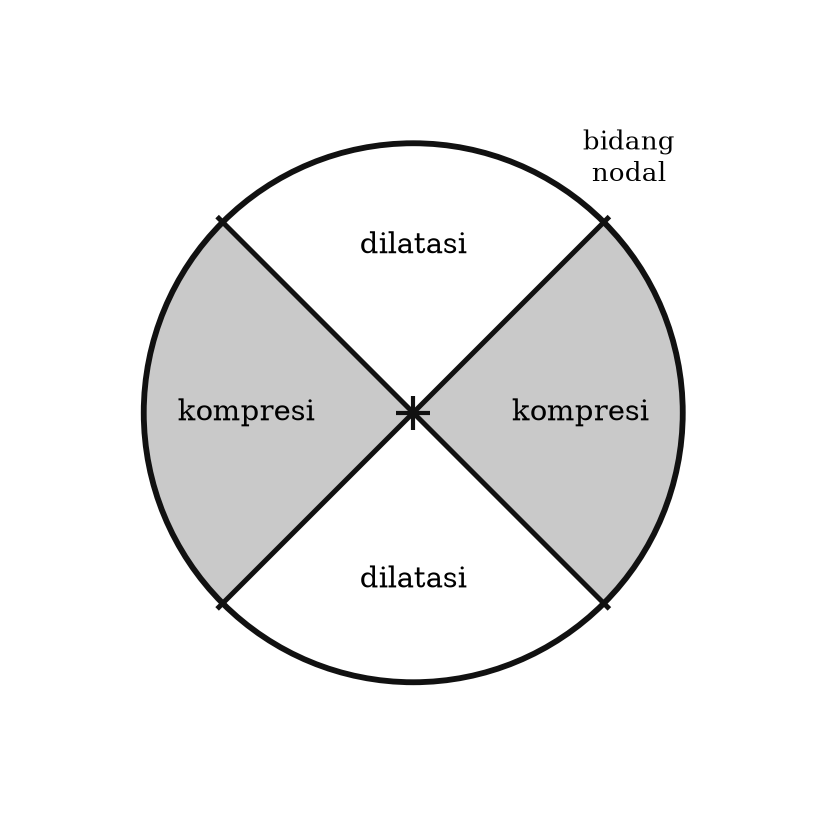 bidang
nodal
dilatasi
kompresi
kompresi
dilatasi